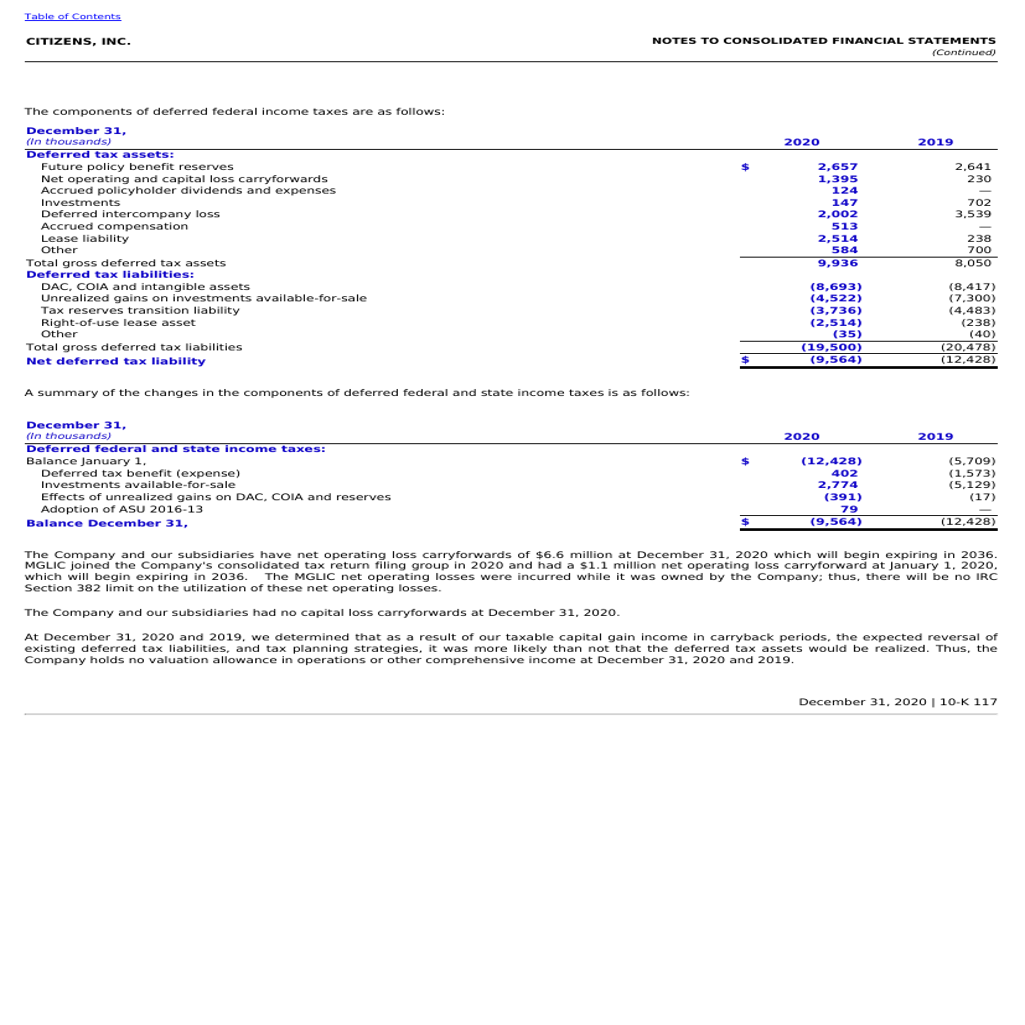 Table of Contents
CITIZENS, INC. NOTES TO CONSOLIDATED FINANCIAL STATEMENTS
(Continued)
The components of deferred federal income taxes are as follows:
December 31,
(In thousands) 2020 2019
Deferred tax assets:
Future policy benefit reserves $ 2,657 2,641
Net operating and capital loss carryforwards 1,395 230
Accrued policyholder dividends and expenses 124 —
Investments 147 702
Deferred intercompany loss 2,002 3,539
Accrued compensation 513 —
Lease liability 2,514 238
Other 584 700
Total gross deferred tax assets 9,936 8,050
Deferred tax liabilities:
DAC, COIA and intangible assets (8,693) (8,417)
Unrealized gains on investments available-for-sale (4,522) (7,300)
Tax reserves transition liability (3,736) (4,483)
Right-of-use lease asset (2,514) (238)
Other (35) (40)
Total gross deferred tax liabilities (19,500) (20,478)
Net deferred tax liability $ (9,564) (12,428)
A summary of the changes in the components of deferred federal and state income taxes is as follows:
December 31,
(In thousands) 2020 2019
Deferred federal and state income taxes:
Balance January 1, $ (12,428) (5,709)
Deferred tax benefit (expense) 402 (1,573)
Investments available-for-sale 2,774 (5,129)
Effects of unrealized gains on DAC, COIA and reserves (391) (17)
Adoption of ASU 2016-13 79 —
Balance December 31, $ (9,564) (12,428)
The Company and our subsidiaries have net operating loss carryforwards of $6.6 million at December 31, 2020 which will begin expiring in 2036.
MGLIC joined the Company's consolidated tax return filing group in 2020 and had a $1.1 million net operating loss carryforward at January 1, 2020,
which will begin expiring in 2036. The MGLIC net operating losses were incurred while it was owned by the Company; thus, there will be no IRC
Section 382 limit on the utilization of these net operating losses.
The Company and our subsidiaries had no capital loss carryforwards at December 31, 2020.
At December 31, 2020 and 2019, we determined that as a result of our taxable capital gain income in carryback periods, the expected reversal of
existing deferred tax liabilities, and tax planning strategies, it was more likely than not that the deferred tax assets would be realized. Thus, the
Company holds no valuation allowance in operations or other comprehensive income at December 31, 2020 and 2019.
December 31, 2020 | 10-K 117